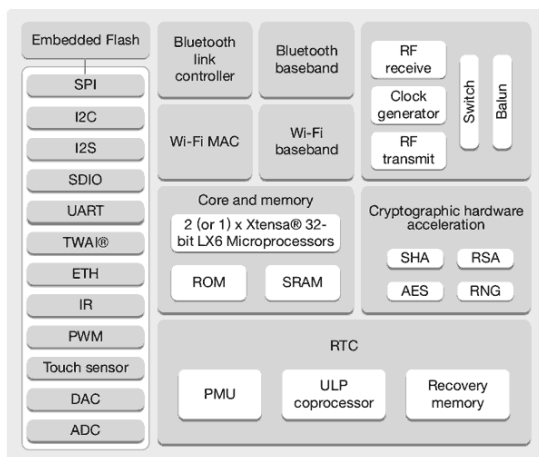 Embedded Flash
SPI
I2C
I2S
SDIO
UART
TWAI®
ETH
IR
PWM
Touch sensor
DAC
ADC
Bluetooth
link
controller
Bluetooth
baseband
Wi-Fi MAC
Wi-Fi
baseband
RF
receive
Clock
generator
RF
transmit
Switch
Balun
Core and memory
2 (or 1) x Xtensa® 32-
bit LX6 Microprocessors
ROM
SRAM
Cryptographic hardware
acceleration
SHA
RSA
AES
RNG
RTC
PMU
ULP
coprocessor
Recovery
memory